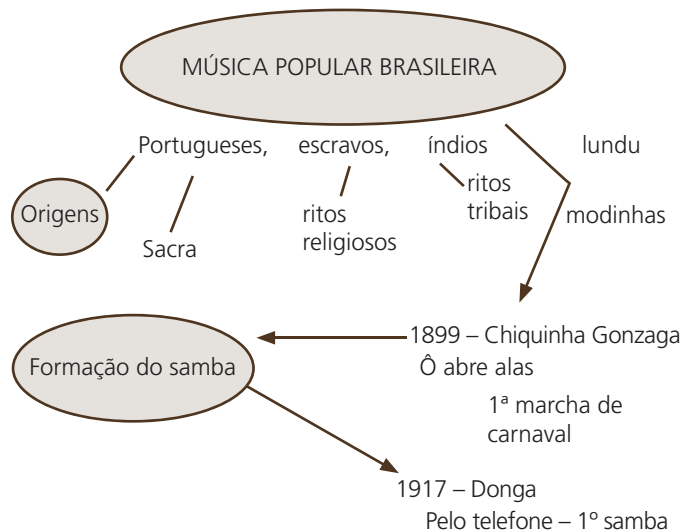 MÚSICA POPULAR BRASILEIRA
Portugueses, escravos, índios lundu
Origens
Sacra
ritos
religiosos
ritos
tribais
modinhas
1899 – Chiquinha Gonzaga
Ô abre alas
1ª marcha de
carnaval
Formação do samba
1917 – Donga
Pelo telefone – 1º samba